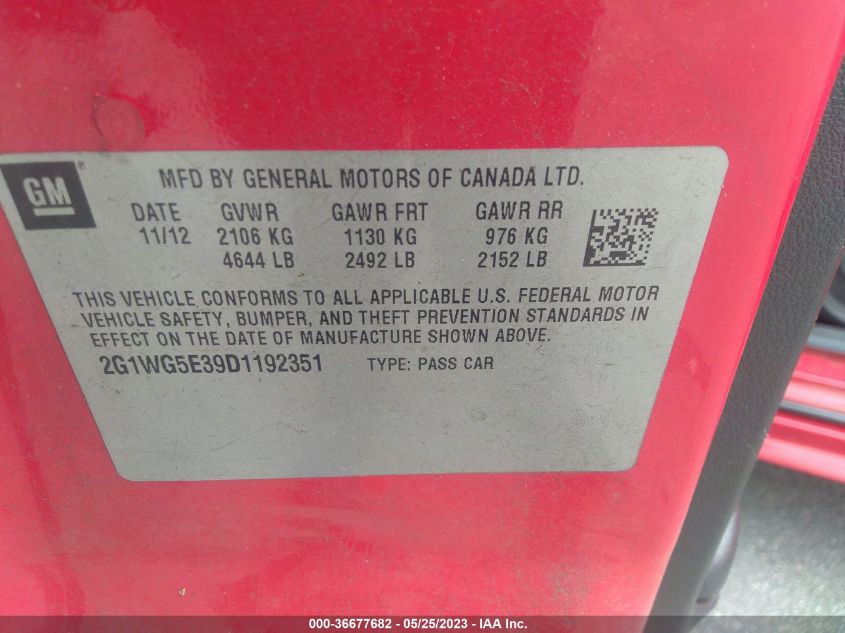 GM
®
MFD BY GENERAL MOTORS OF CANADA LTD.
DATE GVWR GAWR FRT GAWR RR
11/12 2106 KG 1130 KG 976 KG
4644 LB 2492 LB 2152 LB
THIS VEHICLE CONFORMS TO ALL APPLICABLE U.S. FEDERAL MOTOR
VEHICLE SAFETY, BUMPER, AND THEFT PREVENTION STANDARDS IN
EFFECT ON THE DATE OF MANUFACTURE SHOWN ABOVE.
2G1WG5E39D1192351 TYPE: PASS CAR
000-36677682 - 05/25/2023 - IAA Inc.